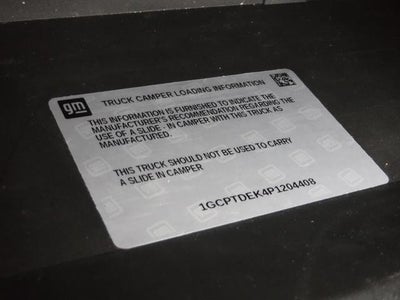 gm
TRUCK CAMPER LOADING INFORMATION
THIS INFORMATION IS FURNISHED TO INDICATE THE
MANUFACTURER'S RECOMMENDATION REGARDING THE
USE OF A SLIDE - IN CAMPER WITH THIS TRUCK AS
MANUFACTURED.
THIS TRUCK SHOULD NOT BE USED TO CARRY
A SLIDE IN CAMPER
1GCPTDEK4P1204408